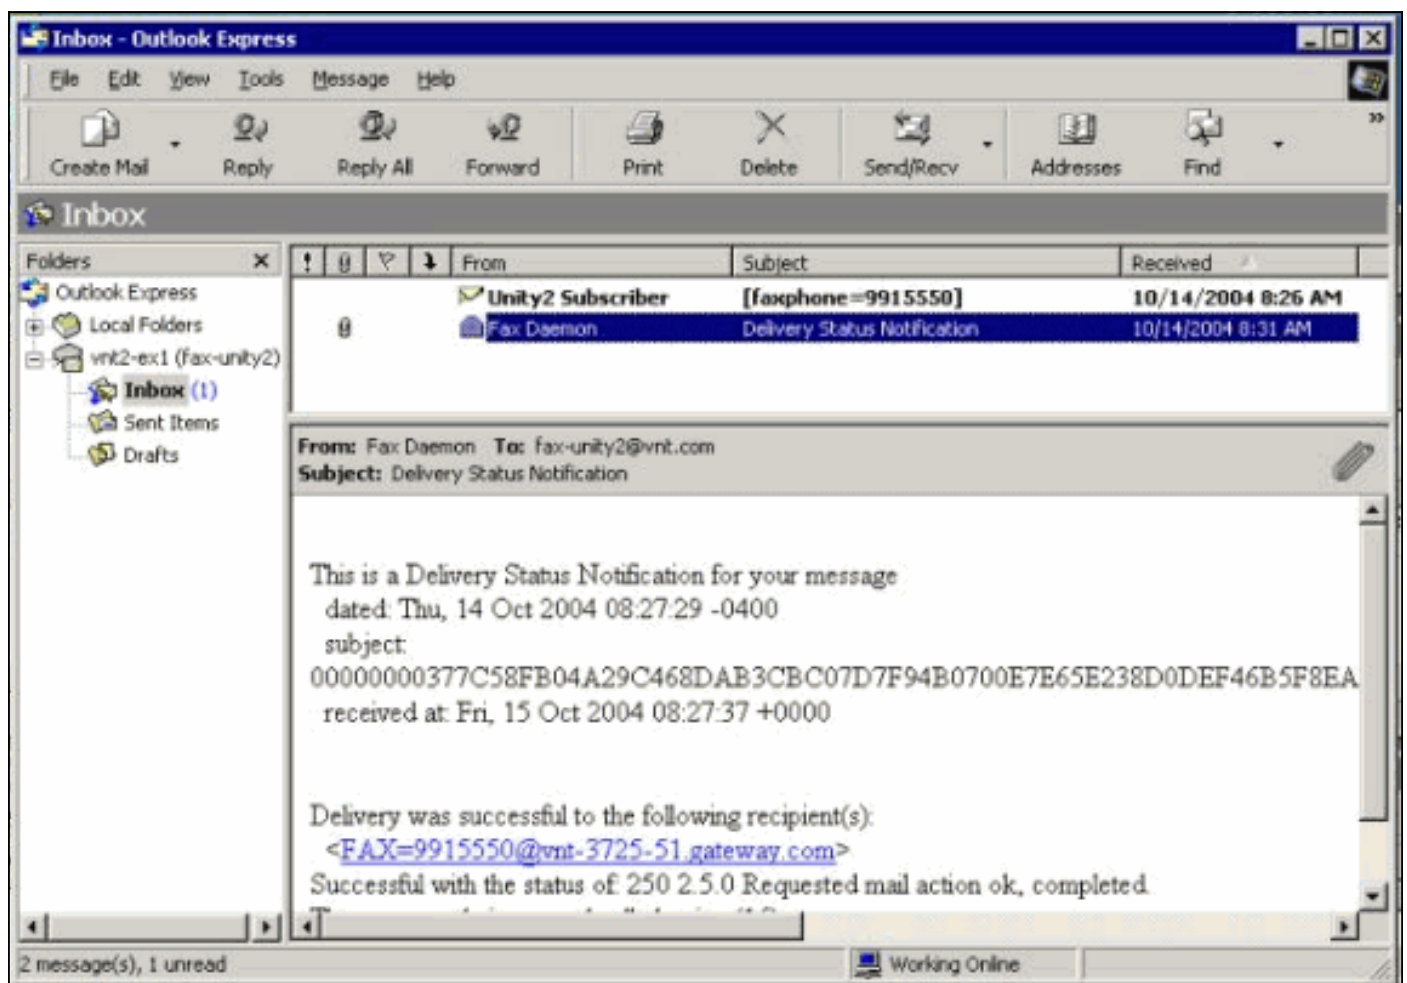 Inbox - Outlook Express
File Edit View Tools Message Help
Create Mail Reply Reply All Forward Print Delete Send/Recv Addresses Find
Inbox
Folders
Outlook Express
Local Folders
vnt2-ex1 (fax-unity2)
Inbox (1)
Sent Items
Drafts
! From Subject Received
Unity2 Subscriber [faxphone=9915550] 10/14/2004 8:26 AM
Fax Daemon Delivery Status Notification 10/14/2004 8:31 AM
From: Fax Daemon To: fax-unity2@vnt.com
Subject: Delivery Status Notification
This is a Delivery Status Notification for your message
dated: Thu, 14 Oct 2004 08:27:29 -0400
subject:
00000000377C58FB04A29C468DAB3CBC07D7F94B0700E7E65E238D0DEF46B5F8EA
received at: Fri, 15 Oct 2004 08:27:37 +0000
Delivery was successful to the following recipient(s):
<FAX=9915550@vnt-3725-51.gateway.com>
Successful with the status of: 250 2.5.0 Requested mail action ok, completed.
2 message(s), 1 unread
Working Online